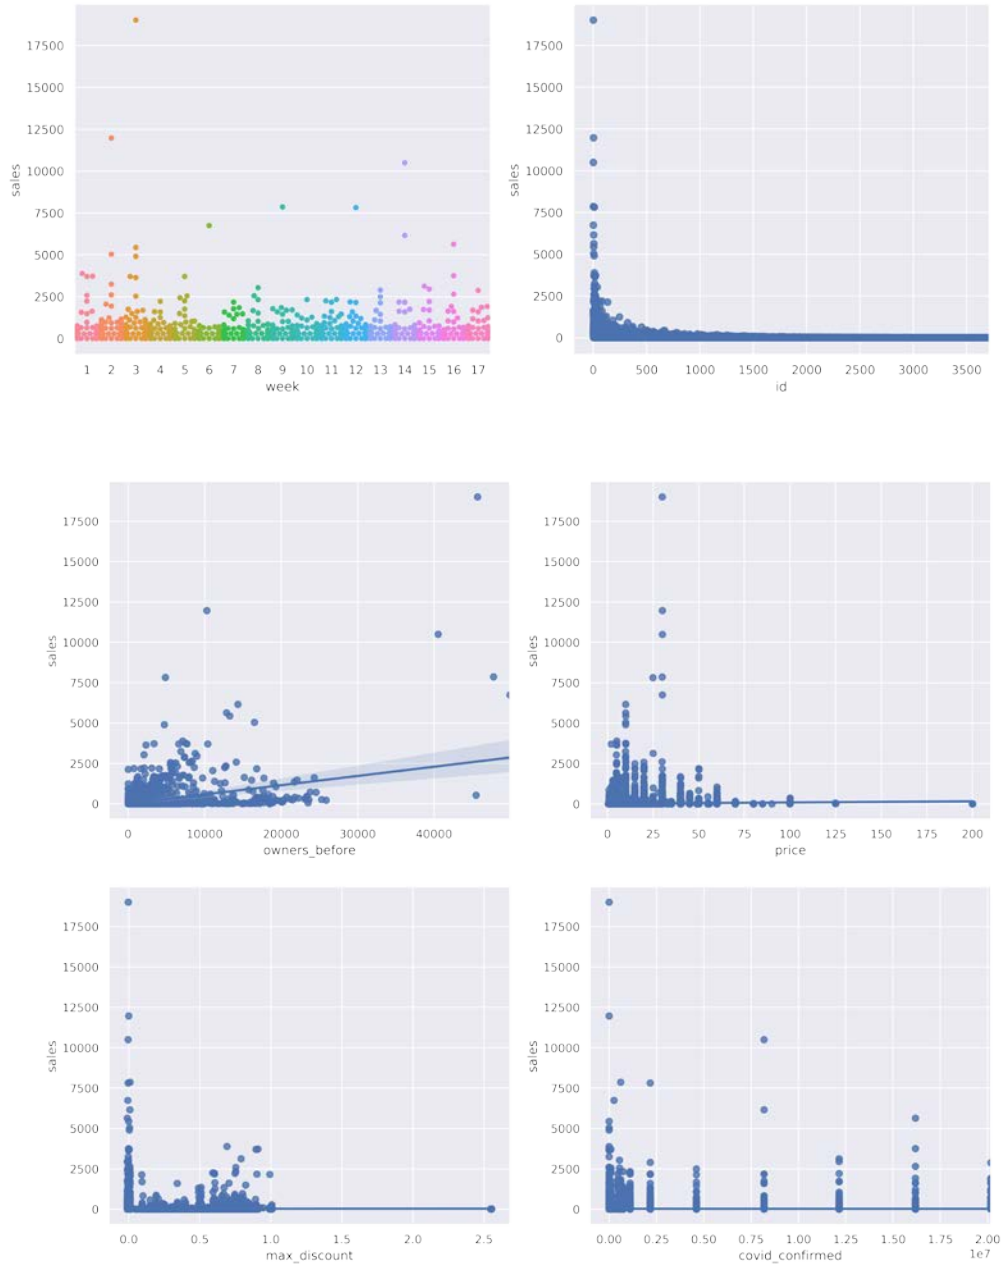 17500
15000
12500
10000
7500
5000
2500
0
sales
1 2 3 4 5 6 7 8 9 10 11 12 13 14 15 16 17
week
17500
15000
12500
10000
7500
5000
2500
0
sales
0 500 1000 1500 2000 2500 3000 3500
id
17500
15000
12500
10000
7500
5000
2500
0
sales
0 10000 20000 30000 40000
owners_before
17500
15000
12500
10000
7500
5000
2500
0
sales
0 25 50 75 100 125 150 175 200
price
17500
15000
12500
10000
7500
5000
2500
0
sales
0.0 0.5 1.0 1.5 2.0 2.5
max_discount
17500
15000
12500
10000
7500
5000
2500
0
sales
0.00 0.25 0.50 0.75 1.00 1.25 1.50 1.75 2.00
covid_confirmed
1e7